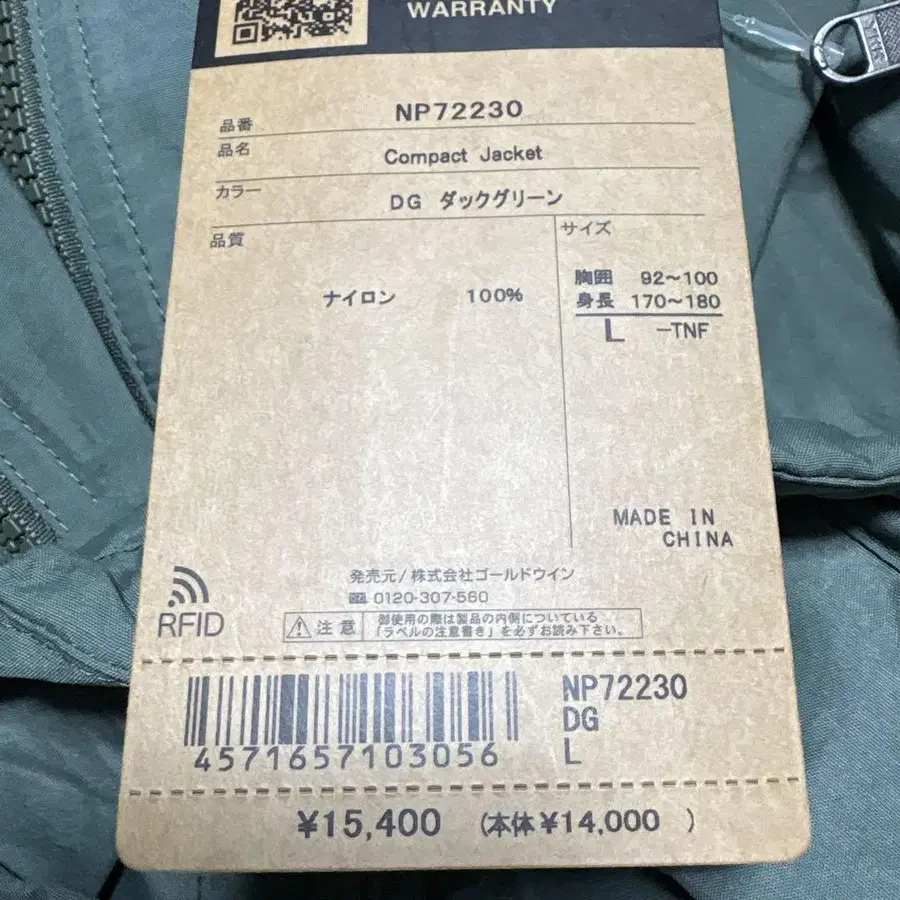 WARRANTY
品番 NP72230
品名 Compact Jacket
カラー DG ダックグリーン
品質
ナイロン 100%
サイズ
胸囲 92～100
身長 170～180
L -TNF
MADE IN
CHINA
RFID
発売元/株式会社ゴールドウイン
0120-307-560
注意
御使用の際は製品の内側についている
「ラベルの注意書き」を必ずお読み下さい。
4571657103056
NP72230
DG
L
¥15,400 (本体¥14,000 )